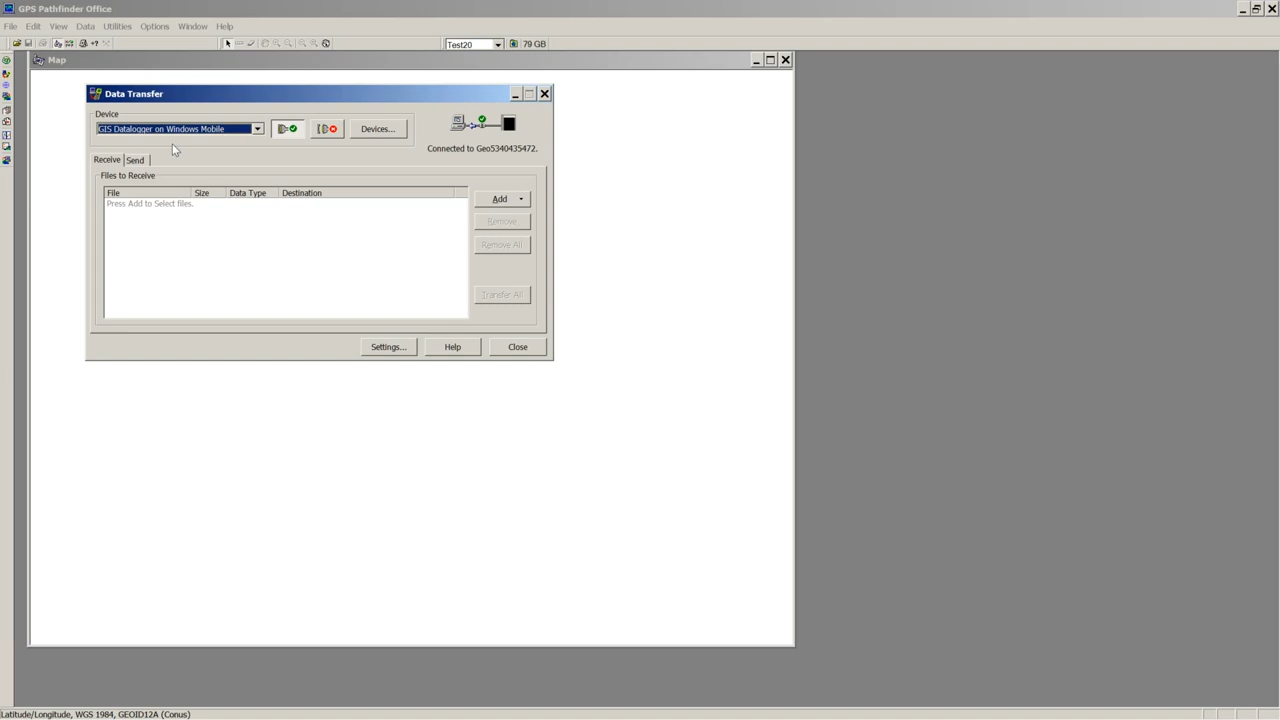 GPS Pathfinder Office
File Edit View Data Utilities Options Window Help
Test20 79 GB
Map
Data Transfer
Device
GIS Datalogger on Windows Mobile Devices...
Connected to Geo5340435472.
Receive Send
Files to Receive
File Size Data Type Destination
Press Add to Select files.
Add
Remove
Remove All
Transfer All
Settings... Help Close
Latitude/Longitude, WGS 1984, GEOID12A (Conus)